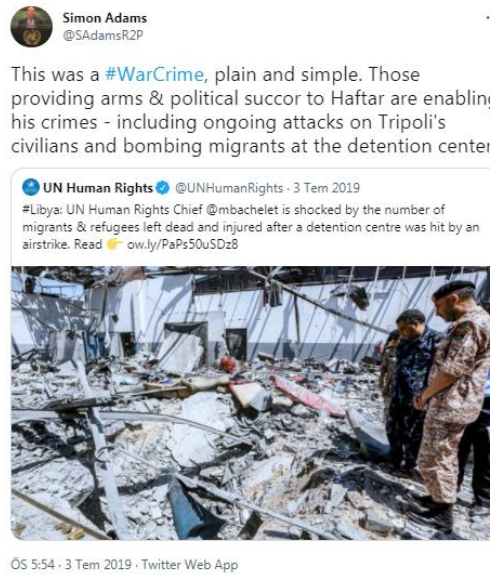 Simon Adams
@SAdamsR2P
This was a #WarCrime, plain and simple. Those
providing arms & political succor to Haftar are
his crimes - including ongoing attacks on Tripoli's
civilians and bombing migrants at the detention center
UN Human Rights @UNHumanRights · 3 Tem 2019
#Libya: UN Human Rights Chief @mbachelet is shocked by the number of
migrants & refugees left dead and injured after a detention centre was hit by an
airstrike. Read 👉 ow.ly/PaPs50uSDz8
ÖS 5:54 · 3 Tem 2019 · Twitter Web App